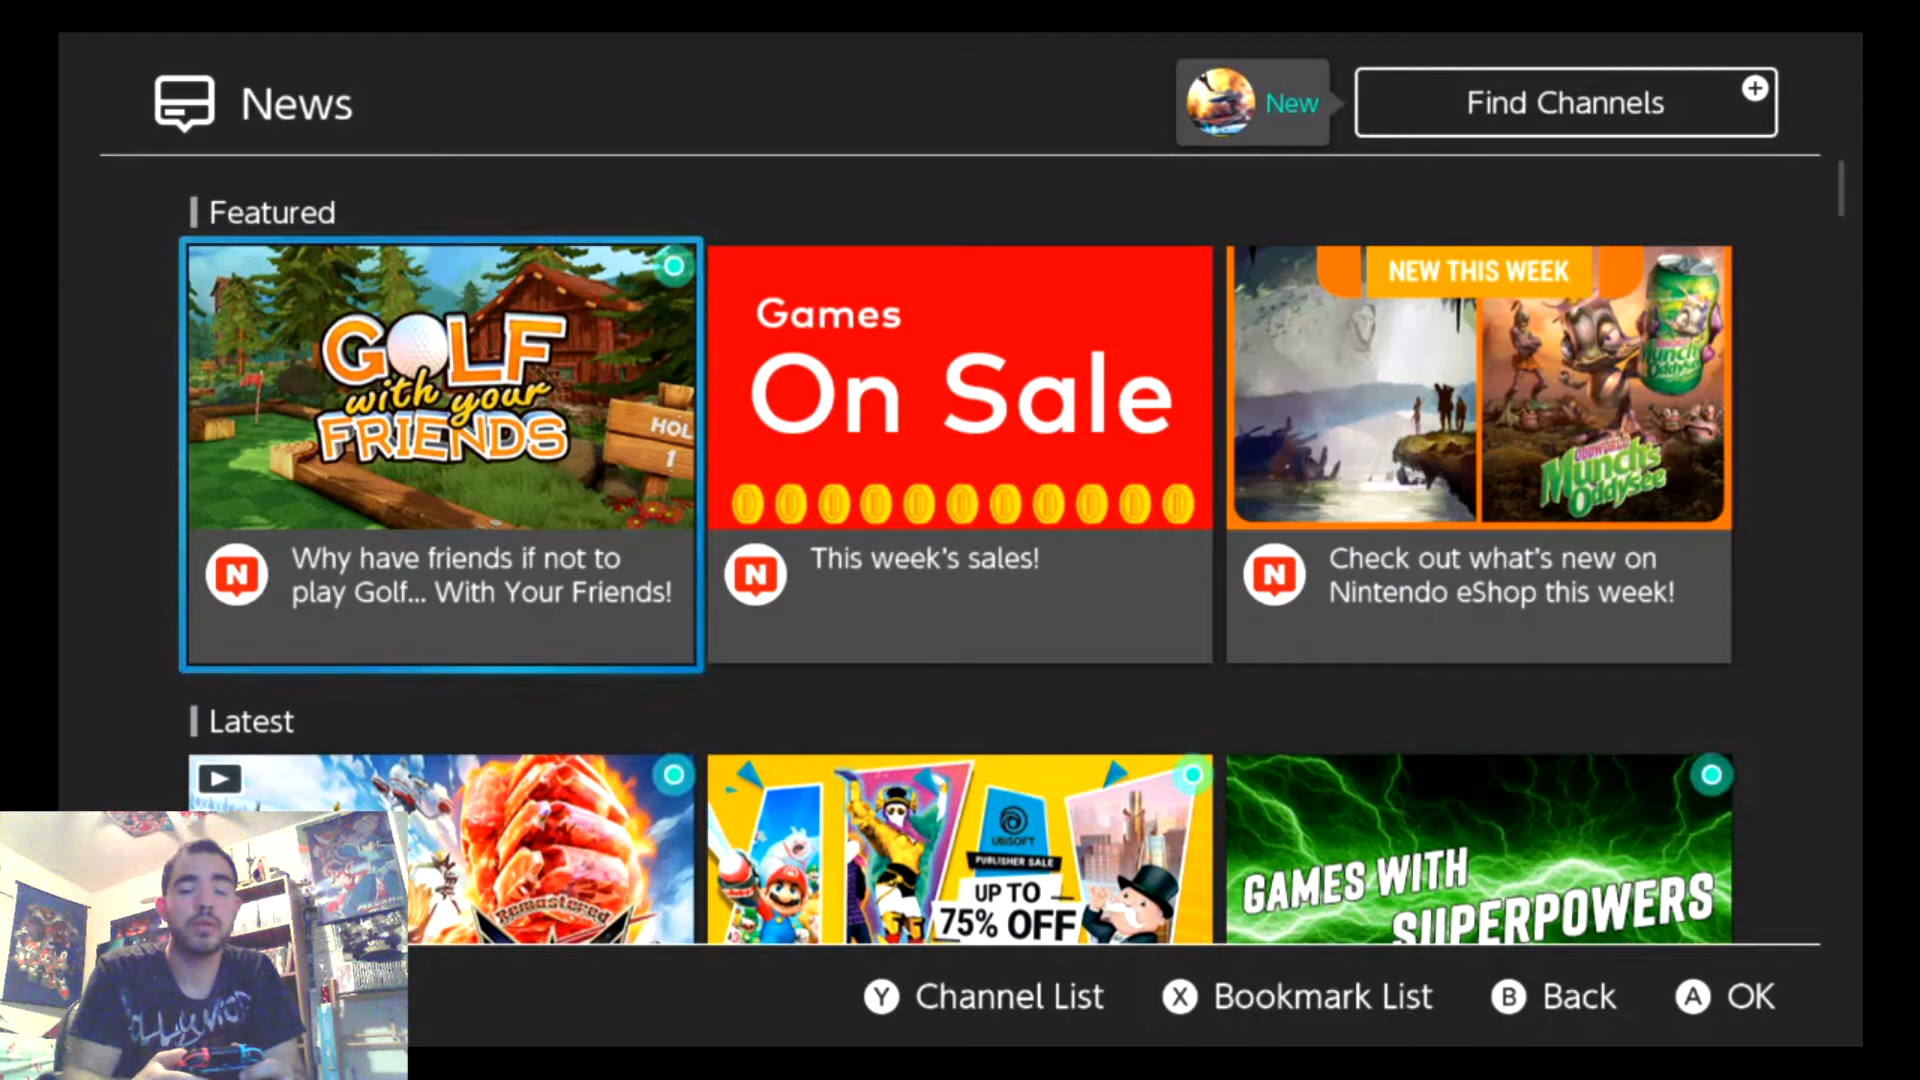 News
New
Find Channels
Featured
GOLF
with your
FRIENDS
HOL
1
Games
On Sale
NEW THIS WEEK
Munch's
Oddysee
ODDWORLD
Munch's
Oddysee
N
Why have friends if not to
play Golf... With Your Friends!
N
This week's sales!
N
Check out what's new on
Nintendo eShop this week!
Latest
Remastered
UBISOFT
PUBLISHER SALE
UP TO
75% OFF
GAMES WITH
SUPERPOWERS
Y Channel List
X Bookmark List
B Back
A OK